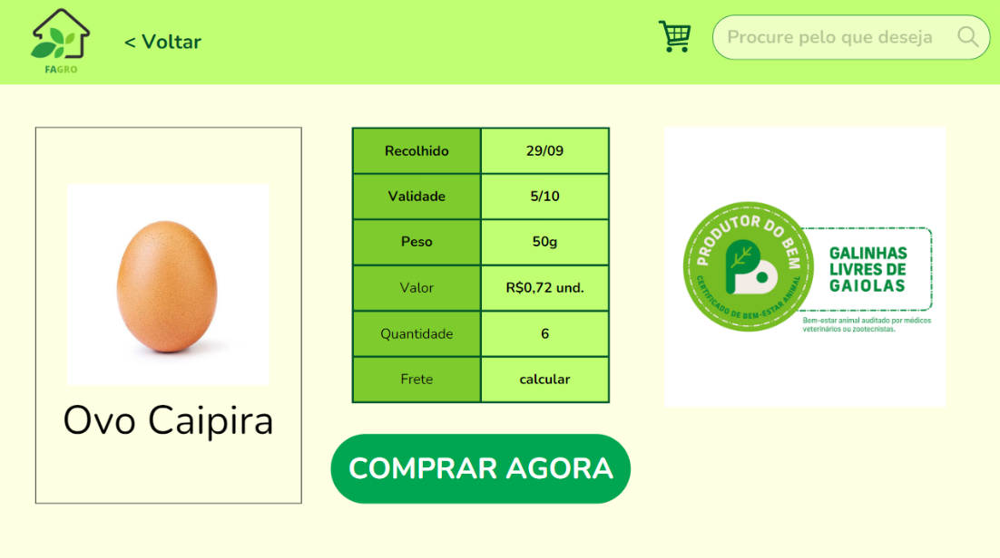 FAGRO
< Voltar
Procure pelo que deseja
Ovo Caipira
Recolhido 29/09
Validade 5/10
Peso 50g
Valor R$0,72 und.
Quantidade 6
Frete calcular
COMPRAR AGORA
PRODUTOR DO BEM
CERTIFICADO DE BEM-ESTAR ANIMAL
GALINHAS
LIVRES DE
GAIOLAS
Bem-estar animal auditado por médicos
veterinários ou zootecnistas.